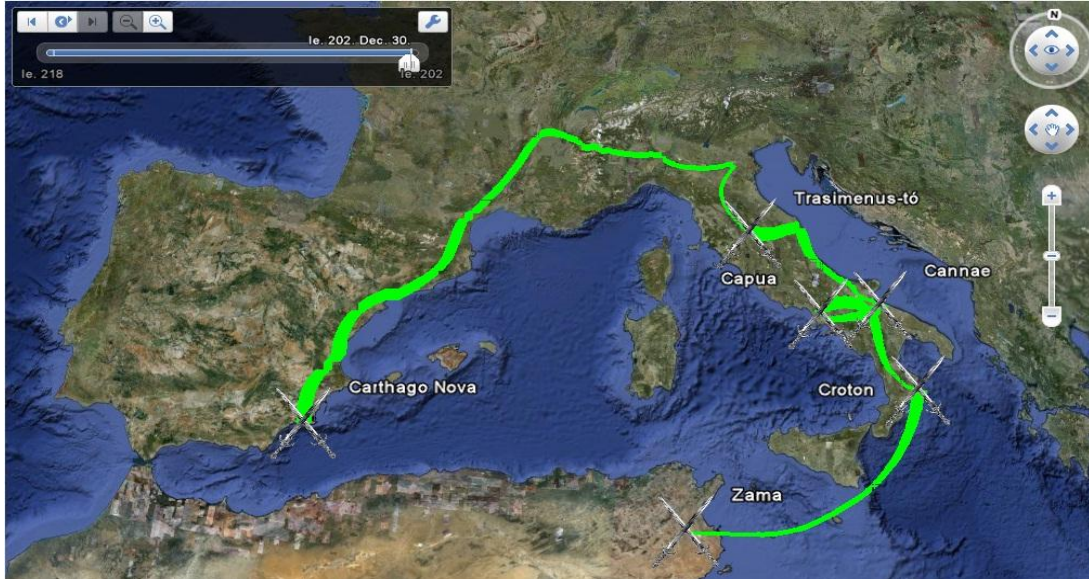 Ie. 202. Dec. 30.
Ie. 218
Ie. 202
N
Trasimenus-tó
Capua
Cannae
Carthago Nova
Croton
Zama